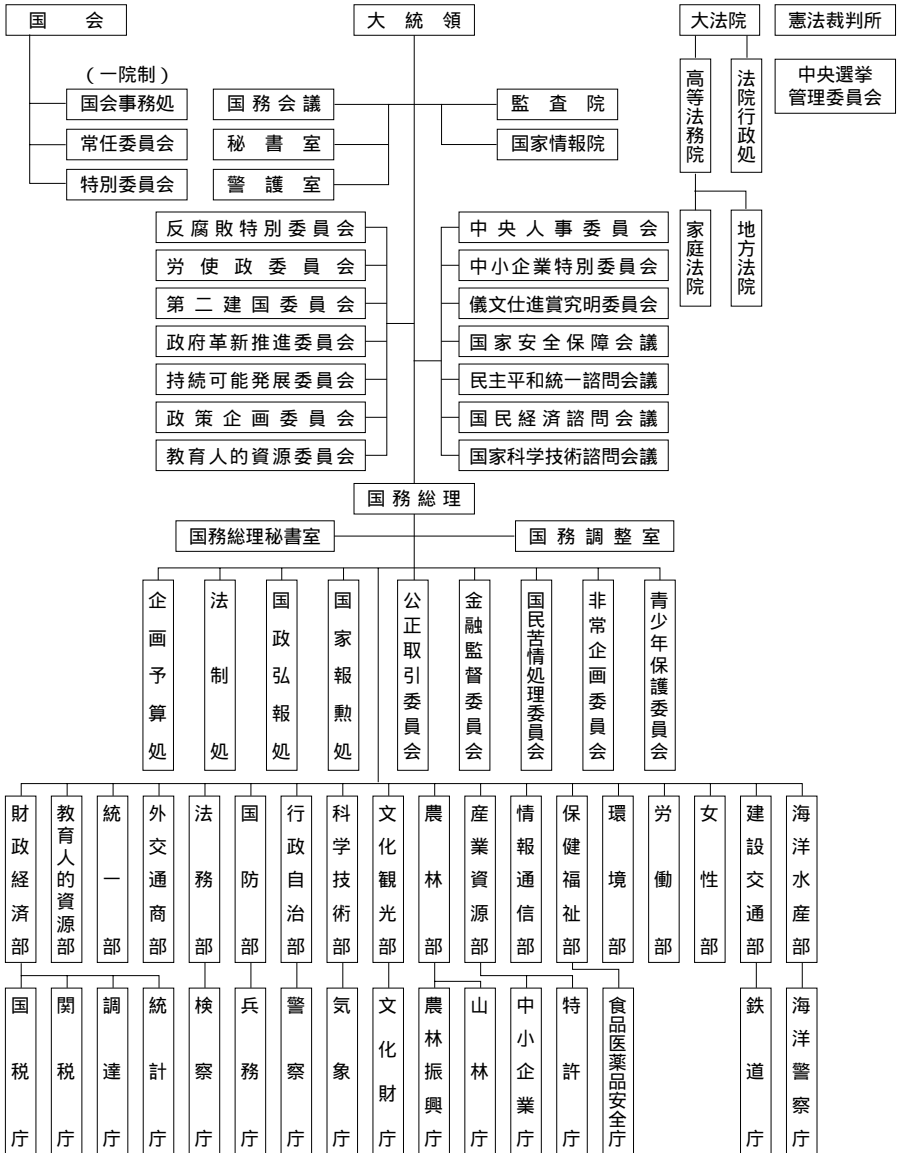 国会
大統領
大法院
憲法裁判所
(一院制)
国会事務処
常任委員会
特別委員会
国務会議
秘書室
警護室
監査院
国家情報院
高等法務院
法院行政処
中央選挙
管理委員会
家庭法院
地方法院
反腐敗特別委員会
労使政委員会
第二建国委員会
政府革新推進委員会
持続可能発展委員会
政策企画委員会
教育人的資源委員会
中央人事委員会
中小企業特別委員会
儀文仕進賞究明委員会
国家安全保障会議
民主平和統一諮問会議
国民経済諮問会議
国家科学技術諮問会議
国務総理
国務総理秘書室
国務調整室
企画予算処
法制処
国政弘報処
国家報勲処
公正取引委員会
金融監督委員会
国民苦情処理委員会
非常企画委員会
青少年保護委員会
財政経済部
教育人的資源部
統一部
外交通商部
法務部
国防部
行政自治部
科学技術部
文化観光部
農林部
産業資源部
情報通信部
保健福祉部
環境部
労働部
女性部
建設交通部
海洋水産部
国税庁
関税庁
調達庁
統計庁
検察庁
兵務庁
警察庁
気象庁
文化財庁
農林振興庁
山林庁
中小企業庁
特許庁
食品医薬品安全庁
鉄道庁
海洋警察庁